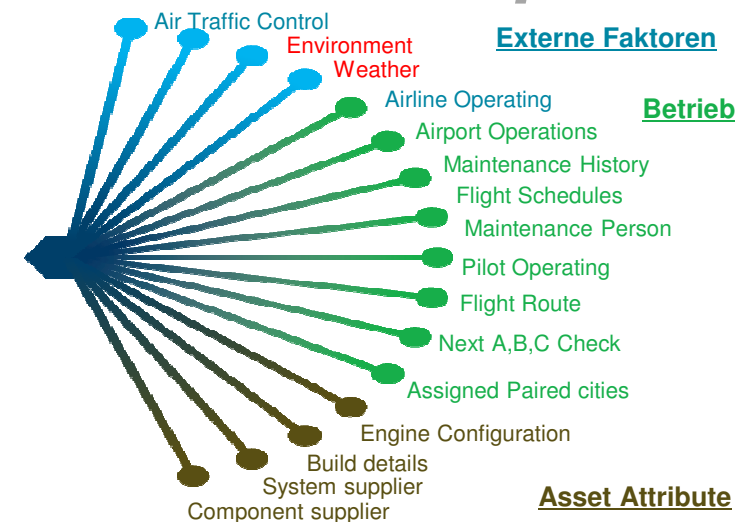 Air Traffic Control
Externe Faktoren
Environment
Weather
Airline Operating
Betrieb
Airport Operations
Maintenance History
Flight Schedules
Maintenance Person
Pilot Operating
Flight Route
Next A,B,C Check
Assigned Paired cities
Engine Configuration
Build details
System supplier
Asset Attribute
Component supplier